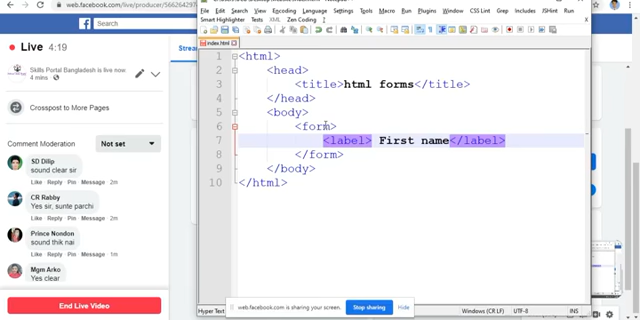 web.facebook.com/live/producer/566264297
Search Facebook
Live 4:19
Skills Portal Bangladesh is live now
4 mins
Crosspost to More Pages
Comment Moderation
Not set
SD Dilip
sound clear sir
Like Reply Pin Message 2m
CR Rabby
Yes sir, sunte parchi
Like Reply Pin Message 2m
Prince Nondon
sound thik nai
Like Reply Pin Message 1m
Mgm Arko
Yes clear
End Live Video
File Edit Search View Encoding Language Settings Tools Macro Run Plugins Window CSS Lint Grep Includes JSHint Run
Smart Highlighter Tests XML Zen Coding
index.html
1 <html>
2 <head>
3 <title>html forms</title>
4 </head>
5 <body>
6 <form>
7 <label> First name</label>
8 </form>
9 </body>
10 </html>
web.facebook.com is sharing your screen.
Stop sharing
Hide
Hyper Text
Windows (CR LF)
UTF-8
INS